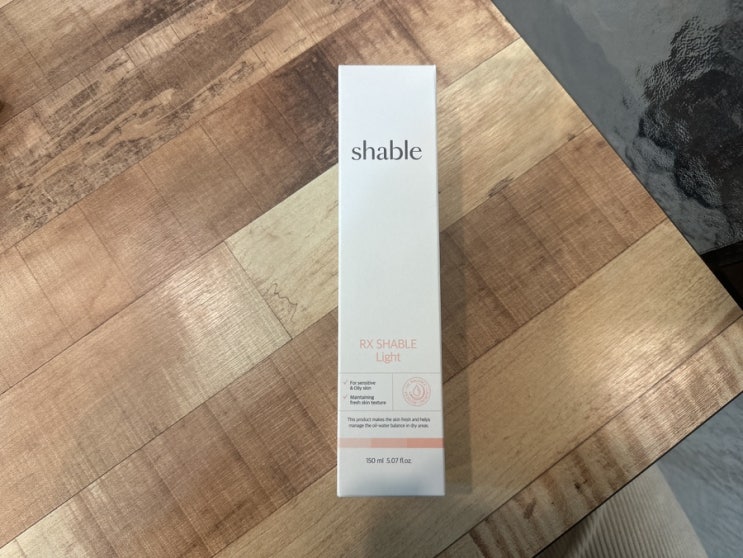 shable
RX SHABLE
Light
✓ For sensitive
& Oily skin
✓ Maintaining
fresh skin texture
This product makes the skin fresh and helps
manage the oil-water balance in dry areas.
150 ml 5.07 fl.oz.